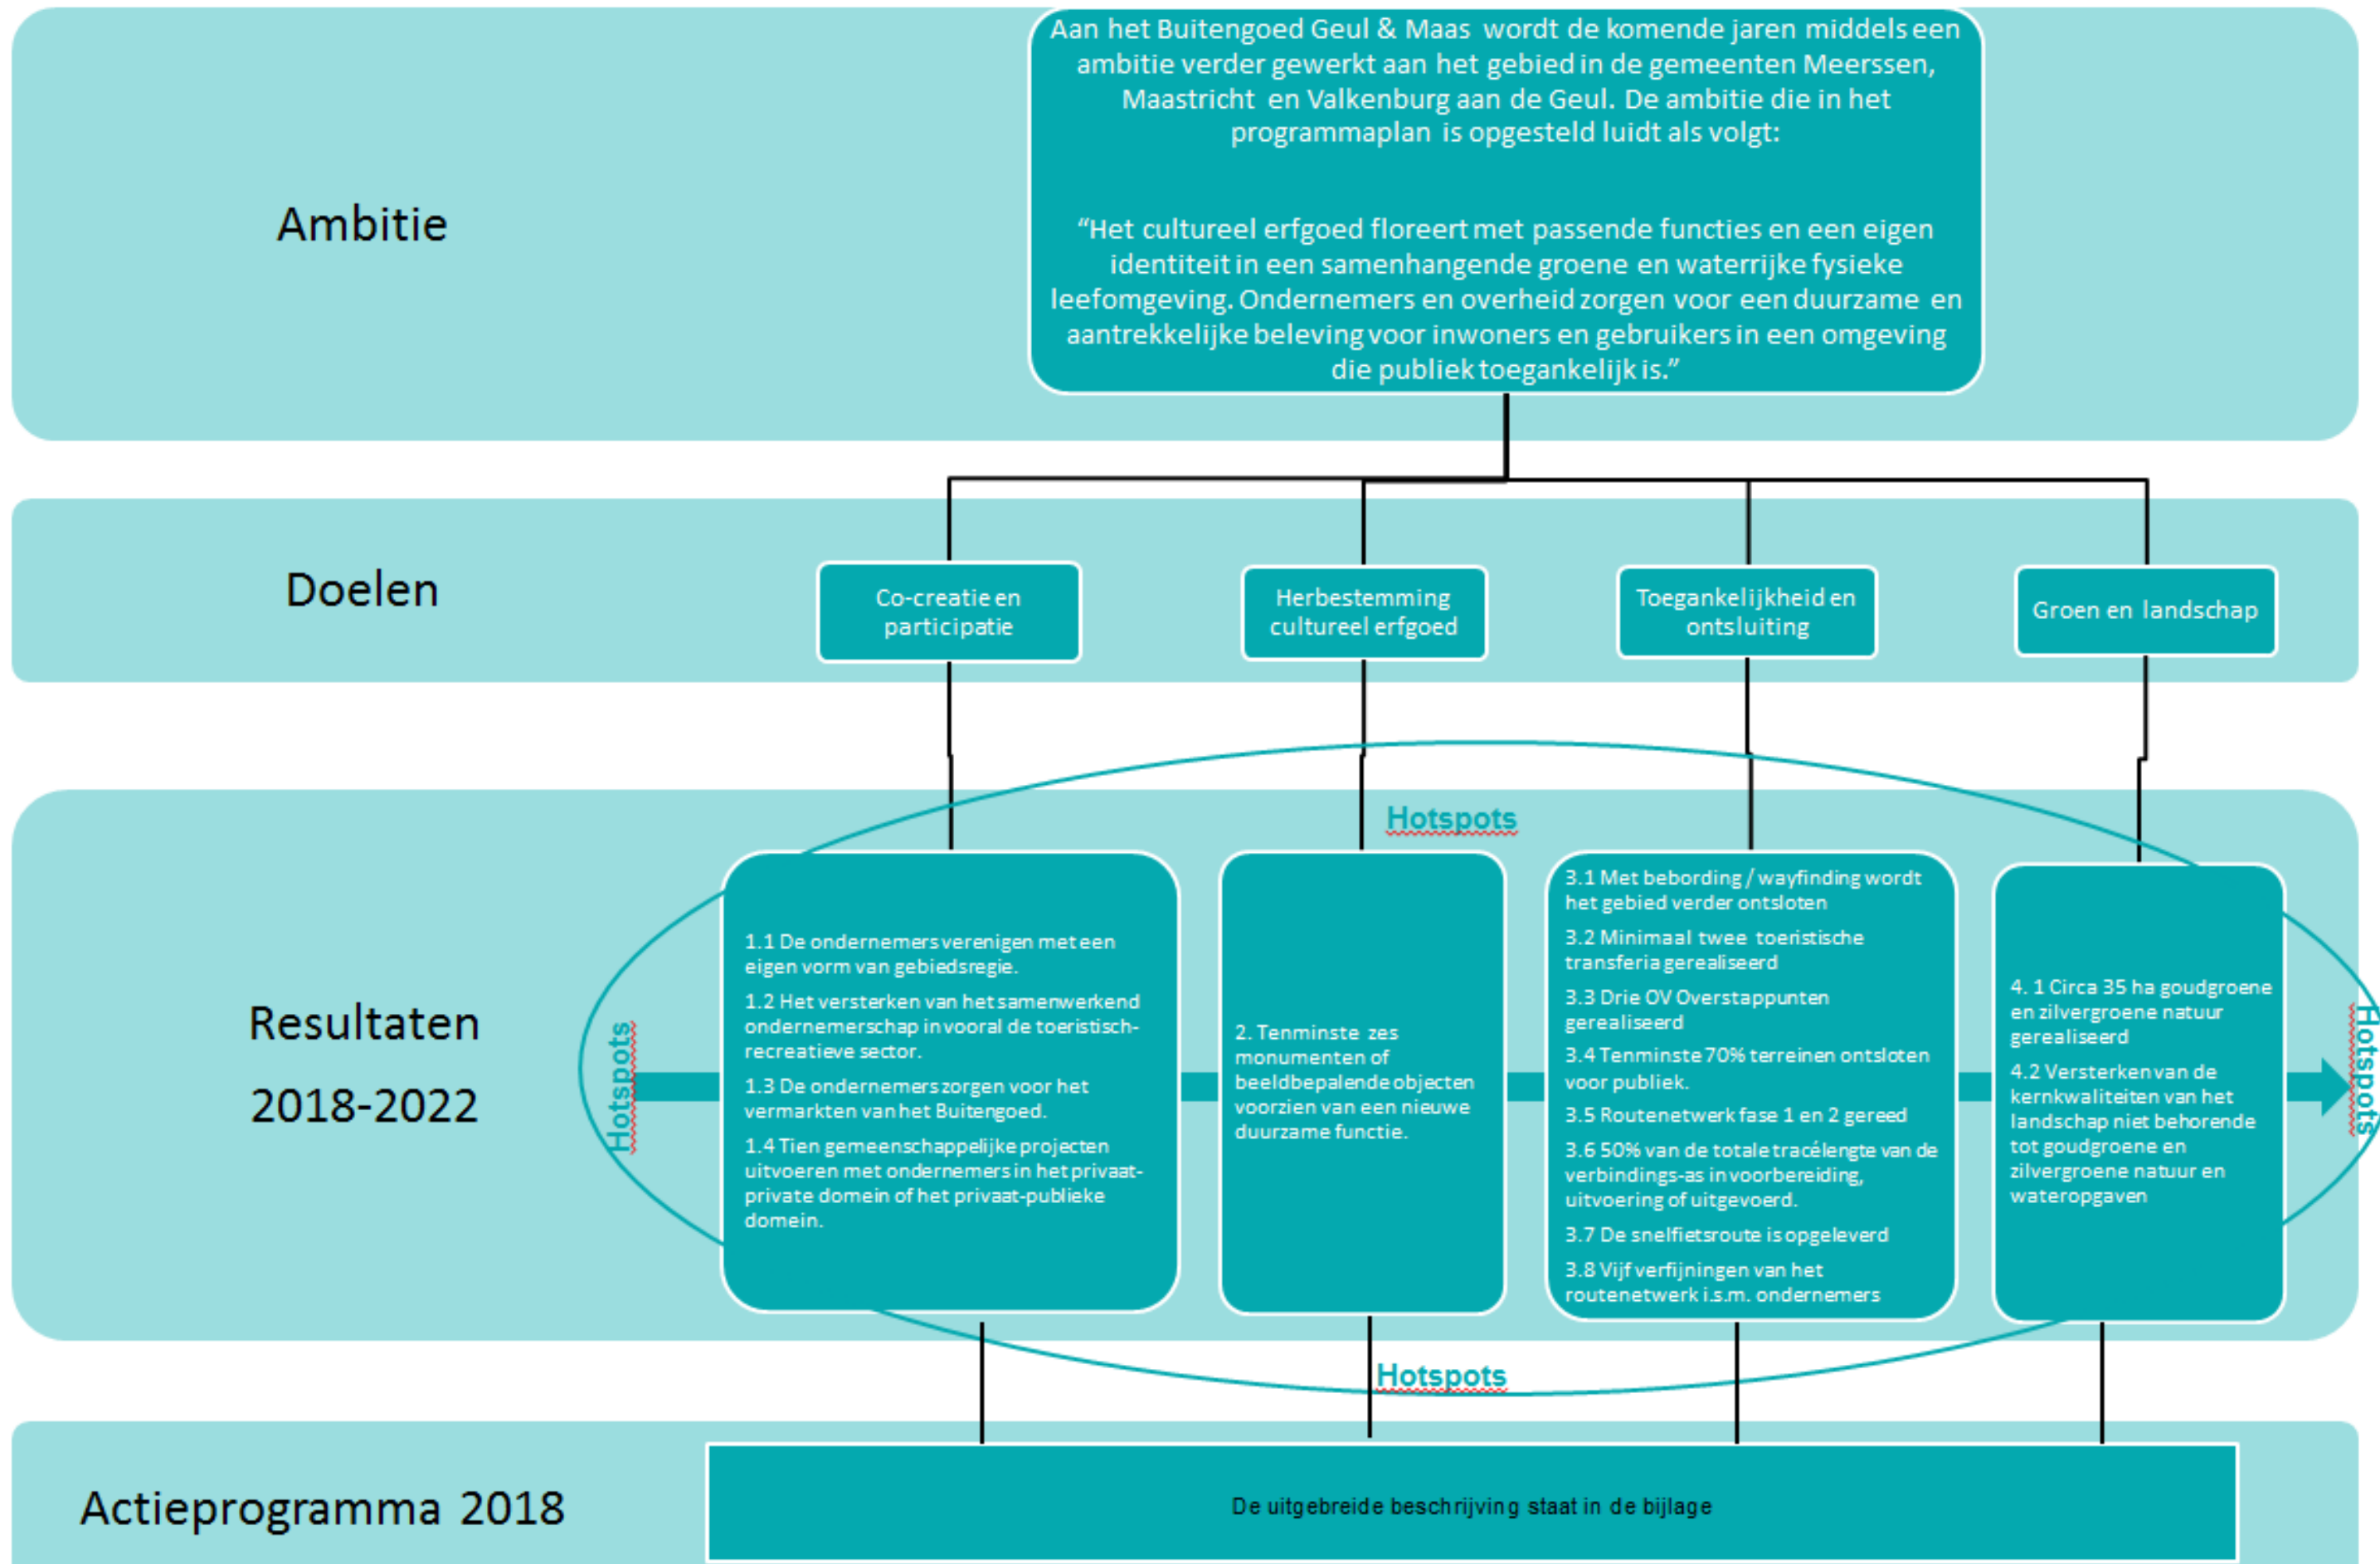 Ambitie
Aan het Buitengoed Geul & Maas wordt de komende jaren middels een
ambitie verder gewerkt aan het gebied in de gemeenten Meerssen,
Maastricht en Valkenburg aan de Geul. De ambitie die in het
programmaplan is opgesteld luidt als volgt:
“Het cultureel erfgoed floreert met passende functies en een eigen
identiteit in een samenhangende groene en waterrijke fysieke
leefomgeving. Ondernemers en overheid zorgen voor een duurzame en
aantrekkelijke beleving voor inwoners en gebruikers in een omgeving
die publiek toegankelijk is.”
Doelen
Co-creatie en
participatie
Herbestemming
cultureel erfgoed
Toegankelijkheid en
ontsluiting
Groen en landschap
Resultaten
2018-2022
Hotspots
Hotspots
1.1 De ondernemers verenigen met een
eigen vorm van gebiedsregie.
1.2 Het versterken van het samenwerkend
ondernemerschap in vooral de toeristisch-
recreatieve sector.
1.3 De ondernemers zorgen voor het
vermarkten van het Buitengoed.
1.4 Tien gemeenschappelijke projecten
uitvoeren met ondernemers in het privaat-
private domein of het privaat-publieke
domein.
2. Tenminste zes
monumenten of
beeldbepalende objecten
voorzien van een nieuwe
duurzame functie.
3.1 Met bebording / wayfinding wordt
het gebied verder ontsloten
3.2 Minimaal twee toeristische
transferia gerealiseerd
3.3 Drie OV Overstappunten
gerealiseerd
3.4 Tenminste 70% terreinen ontsloten
voor publiek.
3.5 Routenetwerk fase 1 en 2 gereed
3.6 50% van de totale tracélengte van de
verbindings-as in voorbereiding,
uitvoering of uitgevoerd.
3.7 De snelfietsroute is opgeleverd
3.8 Vijf verfijningen van het
routenetwerk i.s.m. ondernemers
4. 1 Circa 35 ha goudgroene
en zilvergroene natuur
gerealiseerd
4.2 Versterken van de
kernkwaliteiten van het
landschap niet behorende
tot goudgroene en
zilvergroene natuur en
wateropgaven
Hotspots
Hotspots
Actieprogramma 2018
De uitgebreide beschrijving staat in de bijlage